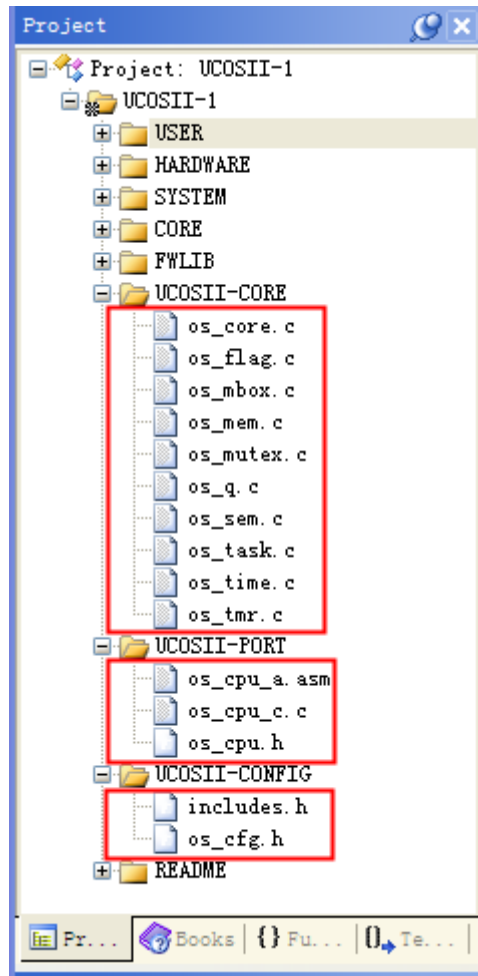 Project
Project: UCOSII-1
UCOSII-1
USER
HARDWARE
SYSTEM
CORE
FWLIB
UCOSII-CORE
os_core.c
os_flag.c
os_mbox.c
os_mem.c
os_mutex.c
os_q.c
os_sem.c
os_task.c
os_time.c
os_tmr.c
UCOSII-PORT
os_cpu_a.asm
os_cpu_c.c
os_cpu.h
UCOSII-CONFIG
includes.h
os_cfg.h
README
Pr... Books {} Fu... 0 Te...